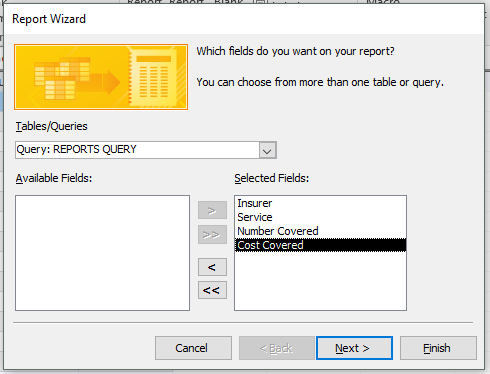 Report Report Blank Macro
Report Wizard
Which fields do you want on your report?
You can choose from more than one table or query.
Tables/Queries
Query: REPORTS QUERY
Available Fields:
Selected Fields:
>
>>
<
<<
Insurer
Service
Number Covered
Cost Covered
Cancel
< Back
Next >
Finish